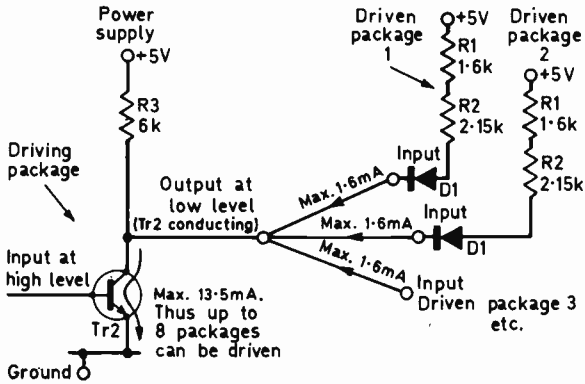 Power
supply
+5V
R3
6k
Driving
package
Output at
low level
(Tr2 conducting)
Input at
high level
Tr2
Max. 13·5mA.
Thus up to
8 packages
can be driven
Ground
Driven
package
1
+5V
R1
1·6k
R2
2·15k
Input
D1
Max. 1·6mA
Driven
package
2
+5V
R1
1·6k
R2
2·15k
Input
D1
Max. 1·6mA
Max. 1·6mA
Input
Driven package 3
etc.